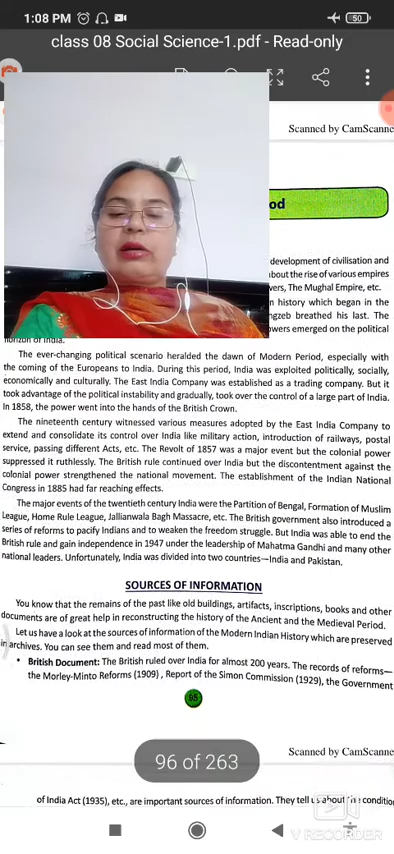 1:08 PM
50
class 08 Social Science-1.pdf - Read-only
Scanned by CamScanne
od
development of civilisation and
about the rise of various empires
vers, The Mughal Empire, etc.
n history which began in the
ngzeb breathed his last. The
owers emerged on the political
horizon of India.
The ever-changing political scenario heralded the dawn of Modern Period, especially with
the coming of the Europeans to India. During this period, India was exploited politically, socially,
economically and culturally. The East India Company was established as a trading company. But it
took advantage of the political instability and gradually, took over the control of a large part of India.
In 1858, the power went into the hands of the British Crown.
The nineteenth century witnessed various measures adopted by the East India Company to
extend and consolidate its control over India like military action, introduction of railways, postal
service, passing different Acts, etc. The Revolt of 1857 was a major event but the colonial power
suppressed it ruthlessly. The British rule continued over India but the discontentment against the
colonial power strengthened the national movement. The establishment of the Indian National
Congress in 1885 had far reaching effects.
The major events of the twentieth century India were the Partition of Bengal, Formation of Muslim
League, Home Rule League, Jallianwala Bagh Massacre, etc. The British government also introduced a
series of reforms to pacify Indians and to weaken the freedom struggle. But India was able to end the
British rule and gain independence in 1947 under the leadership of Mahatma Gandhi and many other
national leaders. Unfortunately, India was divided into two countries—India and Pakistan.
SOURCES OF INFORMATION
You know that the remains of the past like old buildings, artifacts, inscriptions, books and other
documents are of great help in reconstructing the history of the Ancient and the Medieval Period.
Let us have a look at the sources of information of the Modern Indian History which are preserved
in archives. You can see them and read most of them.
• British Document: The British ruled over India for almost 200 years. The records of reforms—
the Morley-Minto Reforms (1909), Report of the Simon Commission (1929), the Government
95
96 of 263
Scanned by CamScanne
of India Act (1935), etc., are important sources of information. They tell us about the condition
V RECORDER